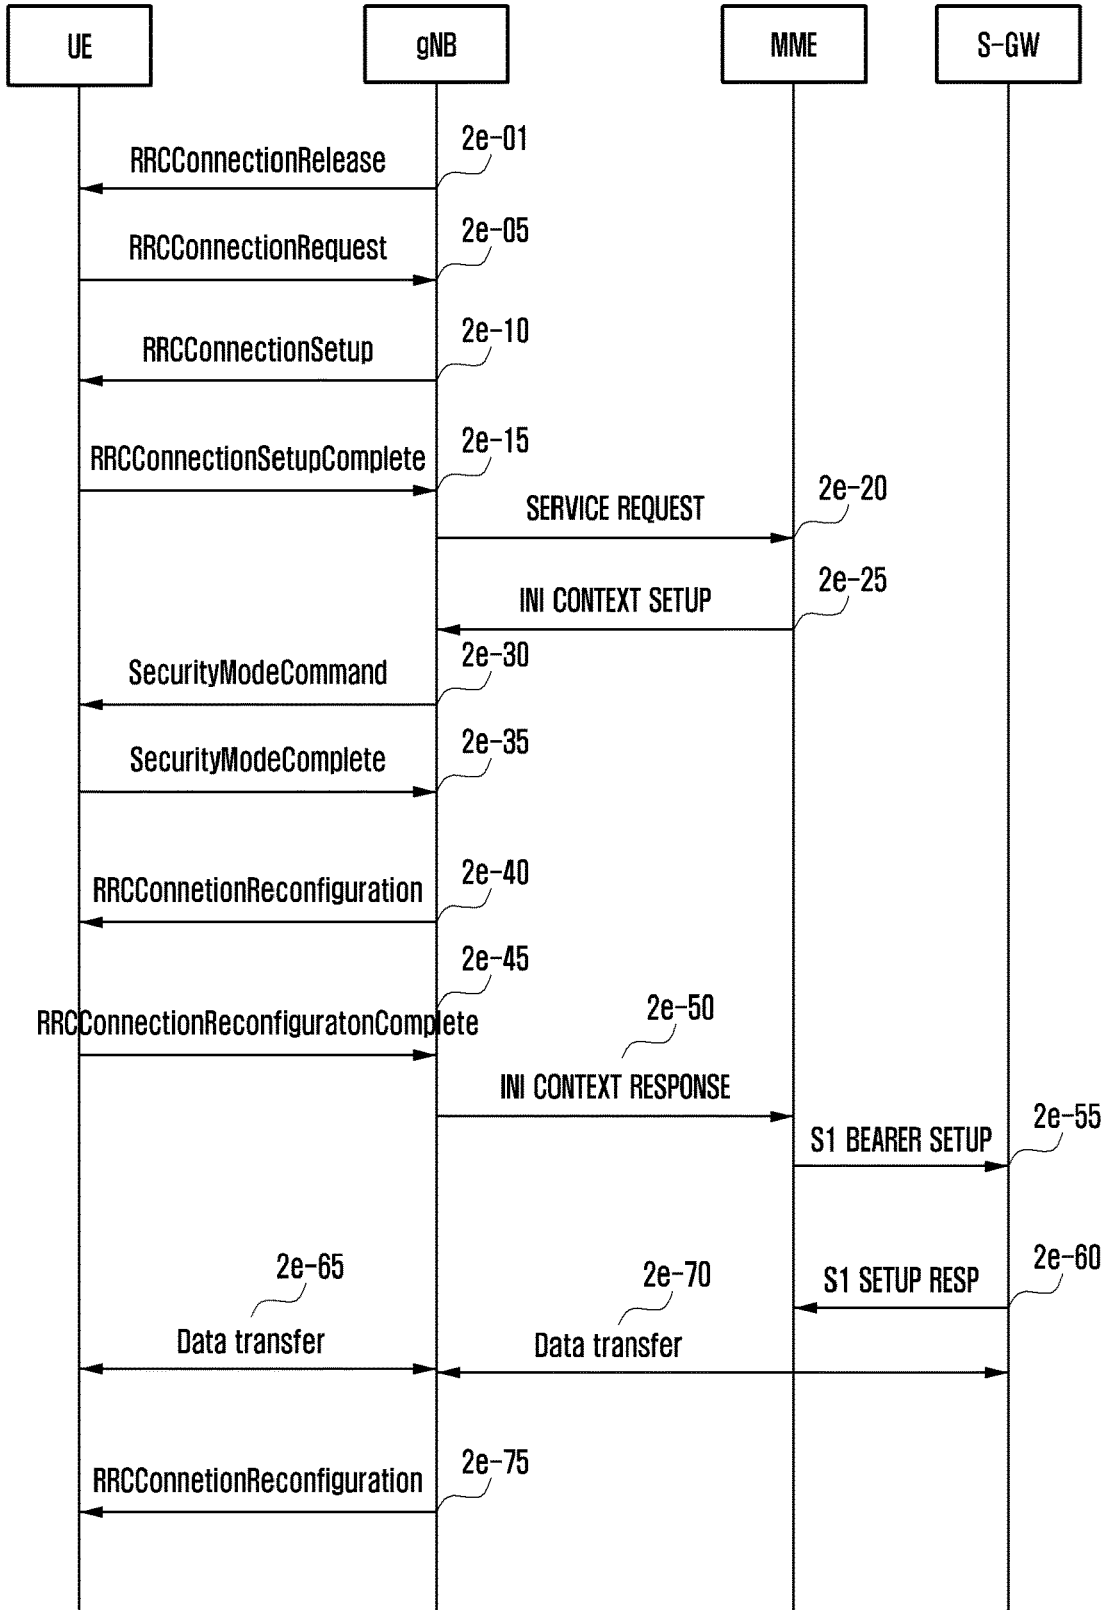 UE
gNB
MME
S-GW
2e-01
RRCConnectionRelease
2e-05
RRCConnectionRequest
2e-10
RRCConnectionSetup
2e-15
RRCConnectionSetupComplete
2e-20
SERVICE REQUEST
2e-25
INI CONTEXT SETUP
2e-30
SecurityModeCommand
2e-35
SecurityModeComplete
2e-40
RRCConnetionReconfiguration
2e-45
RRCConnectionReconfiguratonComplete
2e-50
INI CONTEXT RESPONSE
2e-55
S1 BEARER SETUP
2e-60
S1 SETUP RESP
2e-65
Data transfer
2e-70
Data transfer
2e-75
RRCConnetionReconfiguration